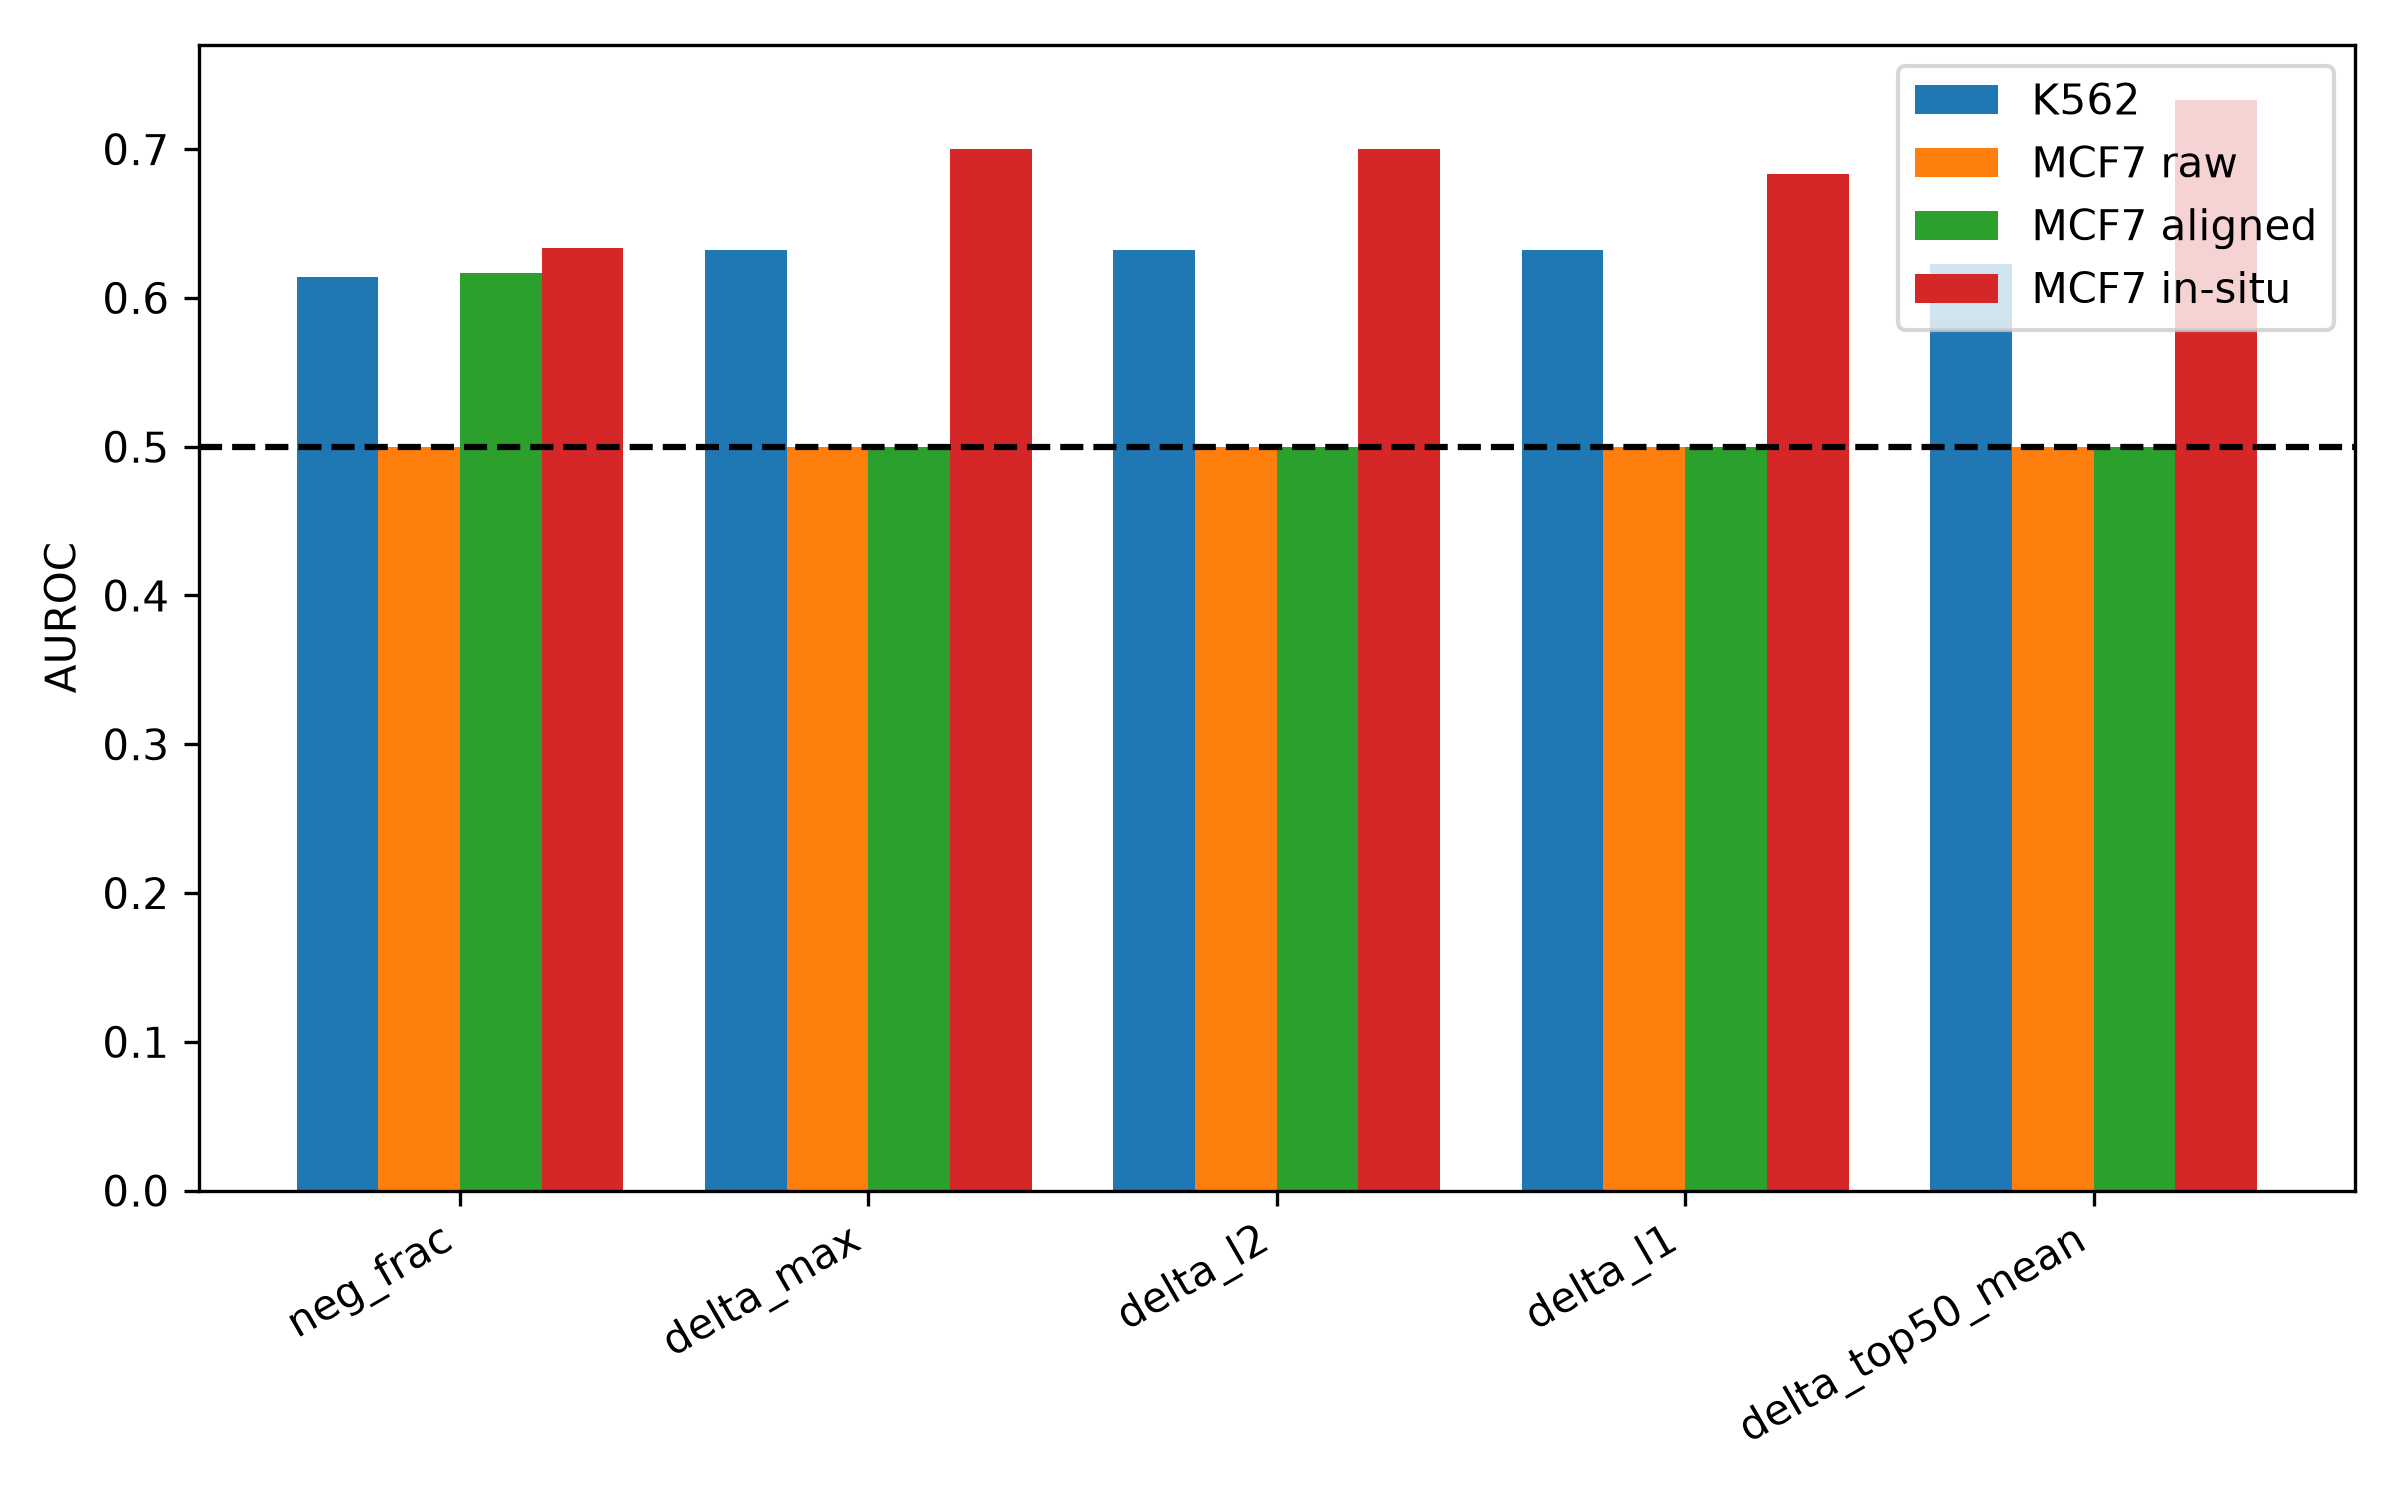 K562
MCF7 raw
MCF7 aligned
MCF7 in-situ
AUROC
0.7
0.6
0.5
0.4
0.3
0.2
0.1
0.0
neg_frac
delta_max
delta_l2
delta_l1
delta_top50_mean